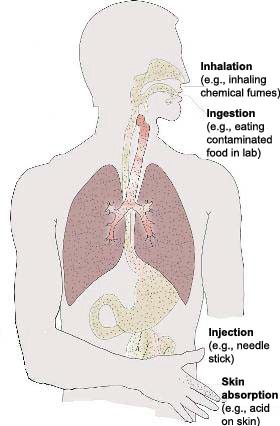 Inhalation
(e.g., inhaling
chemical fumes)
Ingestion
(e.g., eating
contaminated
food in lab)
Injection
(e.g., needle
stick)
Skin
absorption
(e.g., acid
on skin)